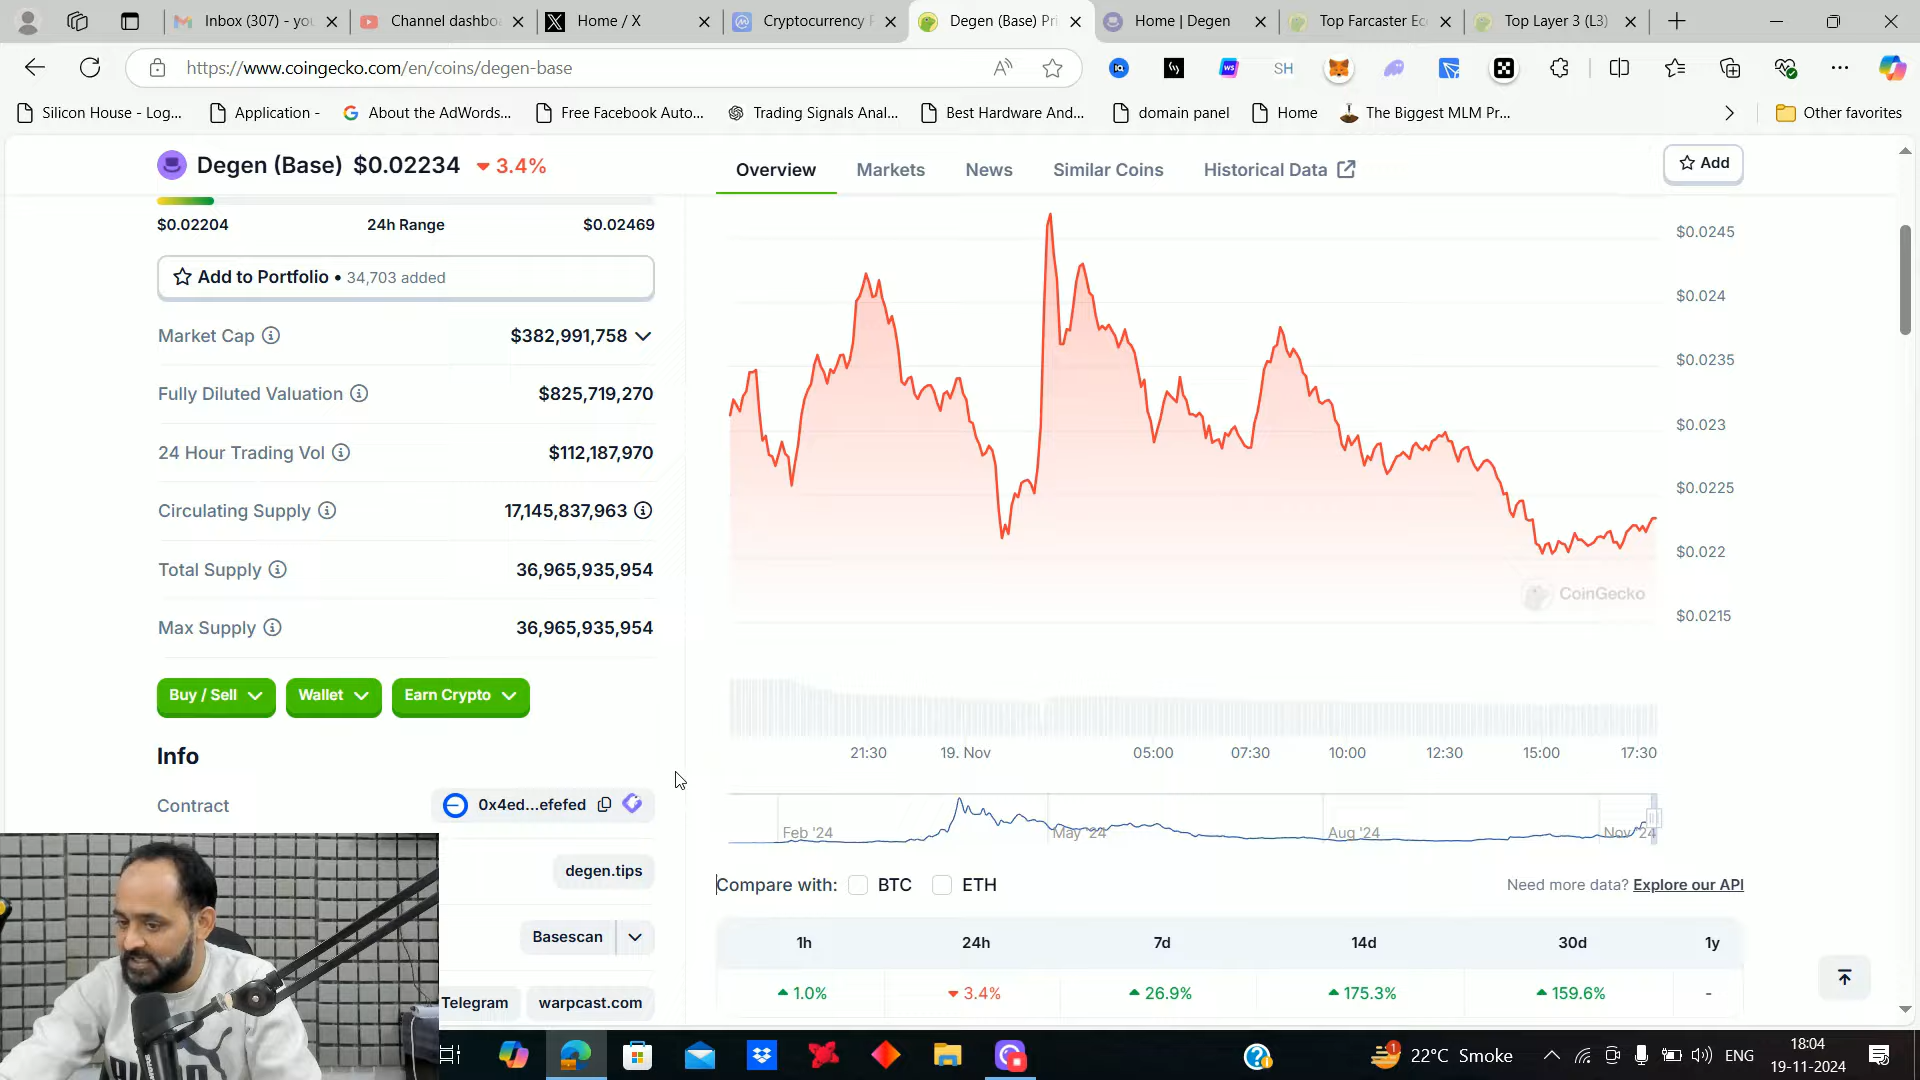 Inbox (307) - yo
Channel dashbo
Home / X
Cryptocurrency P
Degen (Base) Pri
Home | Degen
Top Farcaster Ec
Top Layer 3 (L3)
https://www.coingecko.com/en/coins/degen-base
Silicon House - Log...
Application -
About the AdWords...
Free Facebook Auto...
Trading Signals Anal...
Best Hardware And...
domain panel
Home
The Biggest MLM Pr...
Other favorites
Degen (Base) $0.02234 3.4%
Overview
Markets
News
Similar Coins
Historical Data
Add
$0.02204 24h Range $0.02469
Add to Portfolio • 34,703 added
Market Cap $382,991,758
Fully Diluted Valuation $825,719,270
24 Hour Trading Vol $112,187,970
Circulating Supply 17,145,837,963
Total Supply 36,965,935,954
Max Supply 36,965,935,954
Buy / Sell
Wallet
Earn Crypto
Info
Contract 0x4ed...efefed
degen.tips
Basescan
Telegram
warpcast.com
$0.0245
$0.024
$0.0235
$0.023
$0.0225
$0.022
$0.0215
CoinGecko
21:30 19. Nov 05:00 07:30 10:00 12:30 15:00 17:30
Feb '24 May '24 Aug '24 Nov '24
Compare with: BTC ETH
Need more data? Explore our API
1h 24h 7d 14d 30d 1y
1.0% 3.4% 26.9% 175.3% 159.6% -
1
22°C Smoke
ENG
18:04
19-11-2024